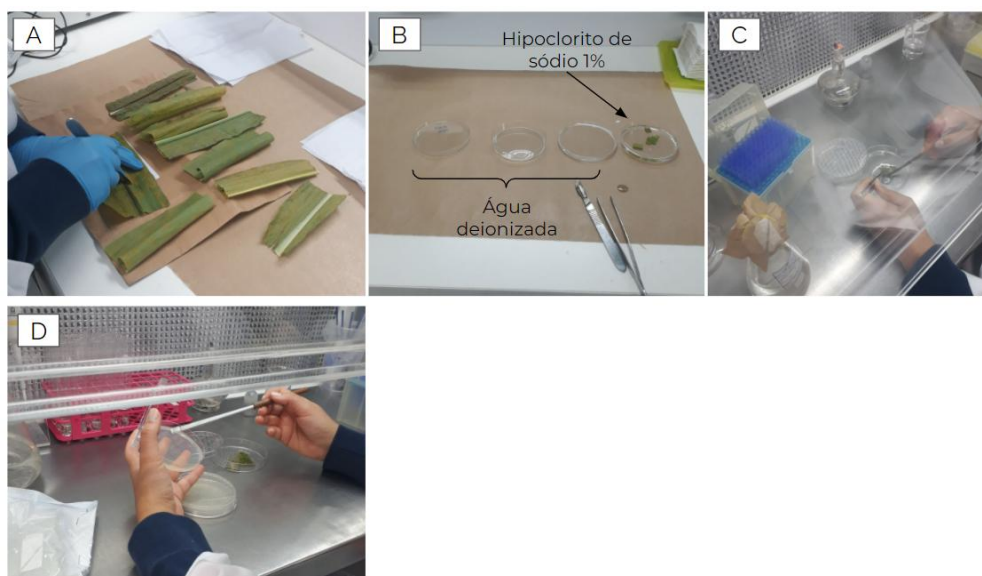 A
B
Hipoclorito de
sódio 1%
Água
deionizada
C
D